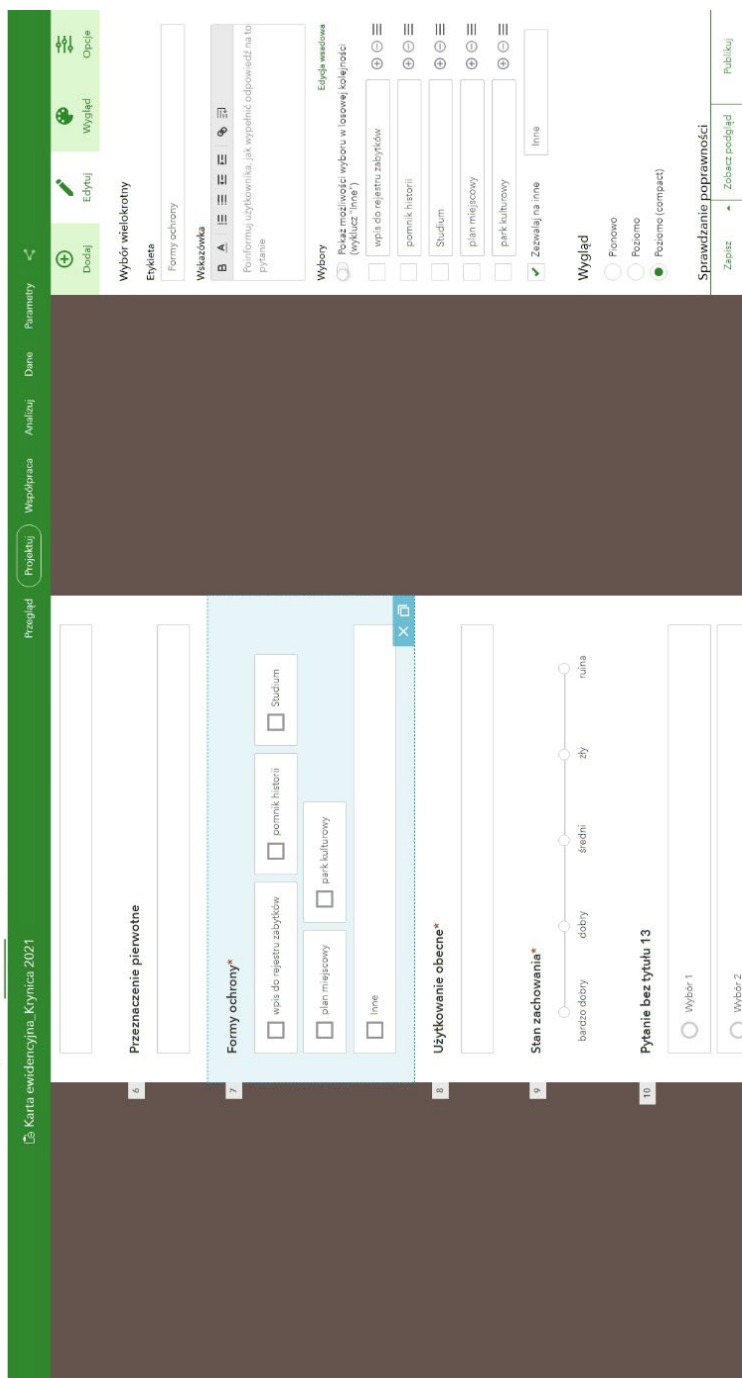 Karta ewidencyjna_Krynica 2021
Przegląd Projektuj Współpraca Analizuj Dane Parametry
6 Przeznaczenie pierwotne
7 Formy ochrony*
wpis do rejestru zabytków pomnik historii Studium
plan miejscowy park kulturowy
Inne
8 Użytkowanie obecne*
9 Stan zachowania*
bardzo dobry dobry średni zły ruina
10 Pytanie bez tytułu 13
Wybór 1
Wybór 2
Dodaj Edytuj Wygląd Opcje
Wybór wielokrotny
Etykieta
Formy ochrony
Wskazówka
B A
Poinformuj użytkownika, jak wypełnić odpowiedź na to
pytanie.
Wybory Edycja wsadowa
Pokaż możliwości wyboru w losowej kolejności
(wyklucz "Inne")
wpis do rejestru zabytków
pomnik historii
Studium
plan miejscowy
park kulturowy
Zezwalaj na inne Inne
Wygląd
Pionowo
Poziomo
Poziomo (compact)
Sprawdzanie poprawności
Zapisz Zobacz podgląd Publikuj